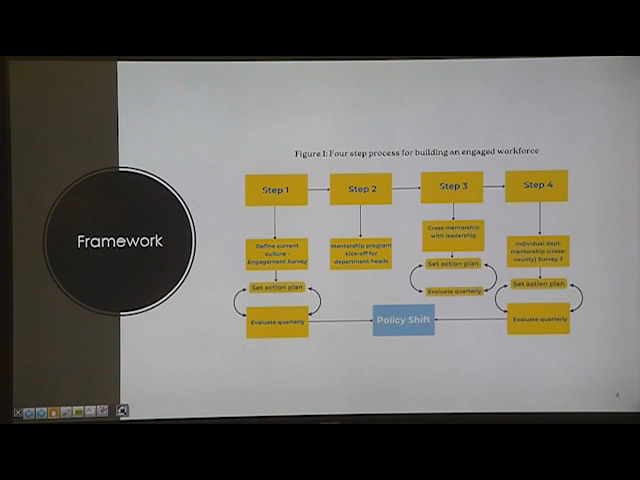 Framework
Figure 1: Four step process for building an engaged workforce
Step 1
Step 2
Step 3
Step 4
Define current
culture -
Engagement Survey
Mentorship program
kick-off for
department heads
Cross mentorship
with leadership
Individual dept.
mentorship (cross-
county) Survey 3
Set action plan
Evaluate quarterly
Set action plan
Evaluate quarterly
Set action plan
Evaluate quarterly
Policy Shift
4